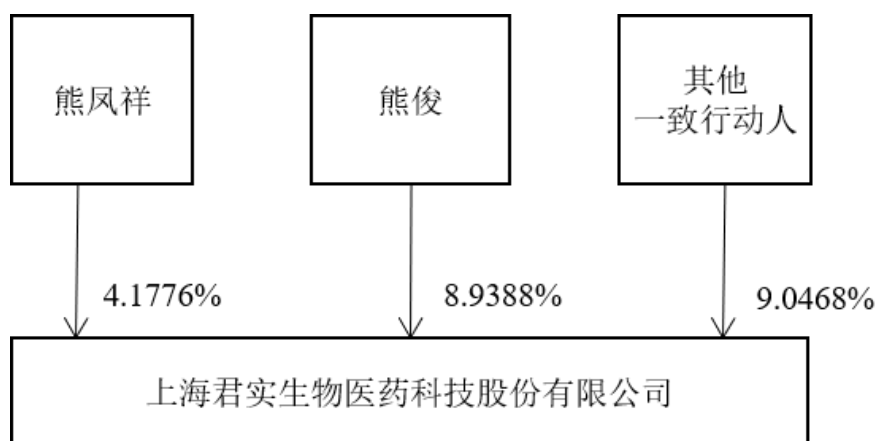 熊凤祥
熊俊
其他
一致行动人
4.1776%
8.9388%
9.0468%
上海君实生物医药科技股份有限公司